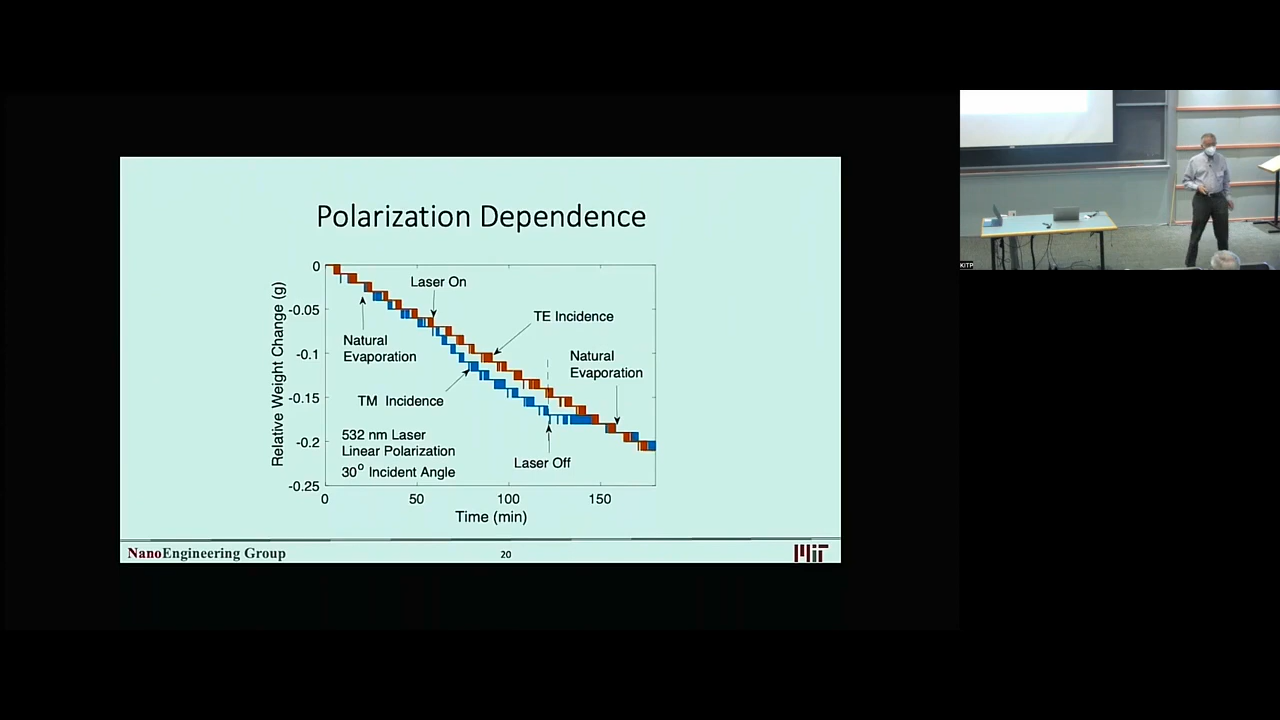 Polarization Dependence
Relative Weight Change (g)
0
-0.05
-0.1
-0.15
-0.2
-0.25
Laser On
TE Incidence
Natural
Evaporation
Natural
Evaporation
TM Incidence
532 nm Laser
Linear Polarization
30° Incident Angle
Laser Off
0
50
100
150
Time (min)
NanoEngineering Group
20
MIT
KITP